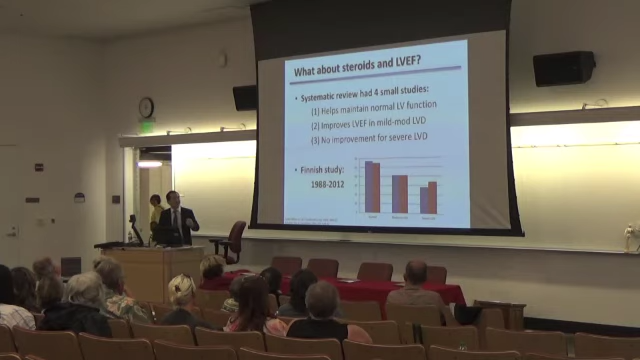 What about steroids and LVEF?
• Systematic review had 4 small studies:
(1) Helps maintain normal LV function
(2) Improves LVEF in mild-mod LVD
(3) No improvement for severe LVD
• Finnish study:
1988-2012